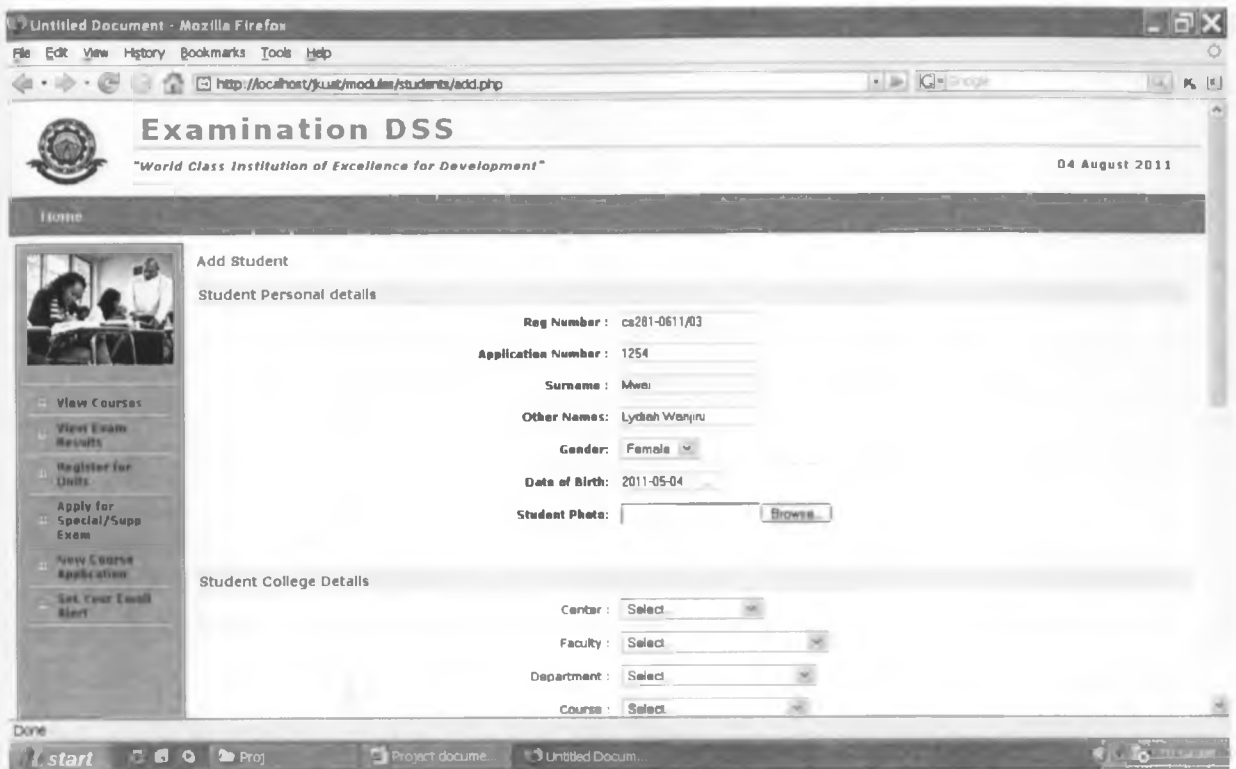 Untitled Document - Mozilla Firefox
File Edit View History Bookmarks Tools Help
http://localhost/jkuat/modules/students/add.php
Google
Examination DSS
"World Class Institution of Excellence for Development"
04 August 2011
Home
Add Student
Student Personal details
Reg Number : cs281-0611/03
Application Number : 1254
Surname : Mwai
Other Names: Lydiah Wanjiru
Gender: Female
Date of Birth: 2011-05-04
Student Photo: Browse...
View Courses
View Exam Results
Register for Units
Apply for Special/Supp Exam
New Course Application
Set Your Email Alert
Student College Details
Center : Select..
Faculty : Select..
Department : Select..
Course : Select..
Done
start
Proj
Project docume...
Untitled Docum...